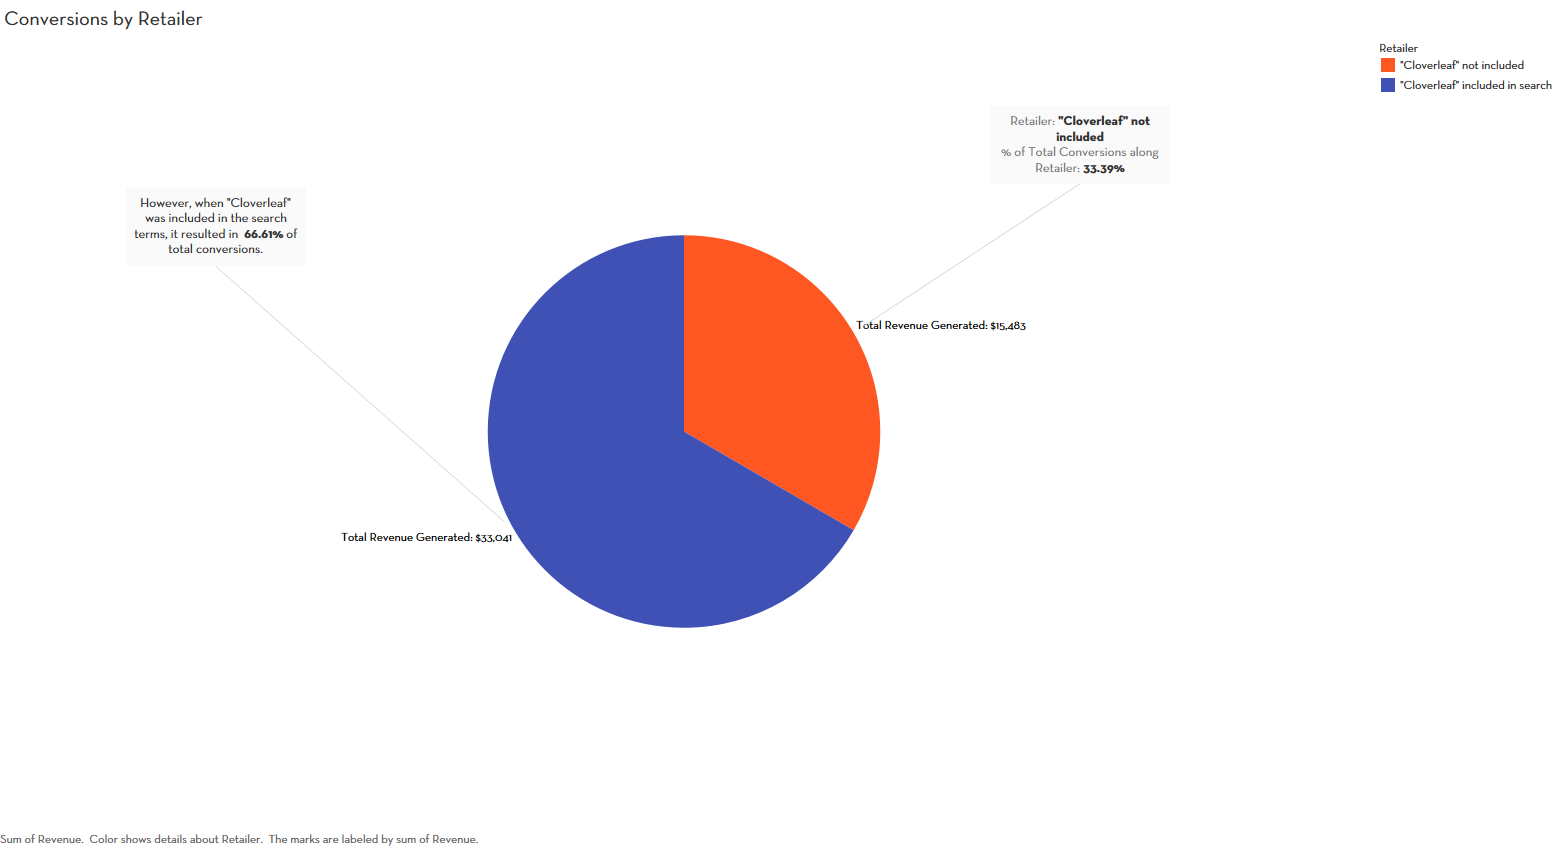 Conversions by Retailer
Retailer
"Cloverleaf" not included
"Cloverleaf" included in search
Retailer: "Cloverleaf" not
included
% of Total Conversions along
Retailer: 33.39%
However, when "Cloverleaf"
was included in the search
terms, it resulted in 66.61% of
total conversions.
Total Revenue Generated: $15,483
Total Revenue Generated: $33,041
Sum of Revenue. Color shows details about Retailer. The marks are labeled by sum of Revenue.